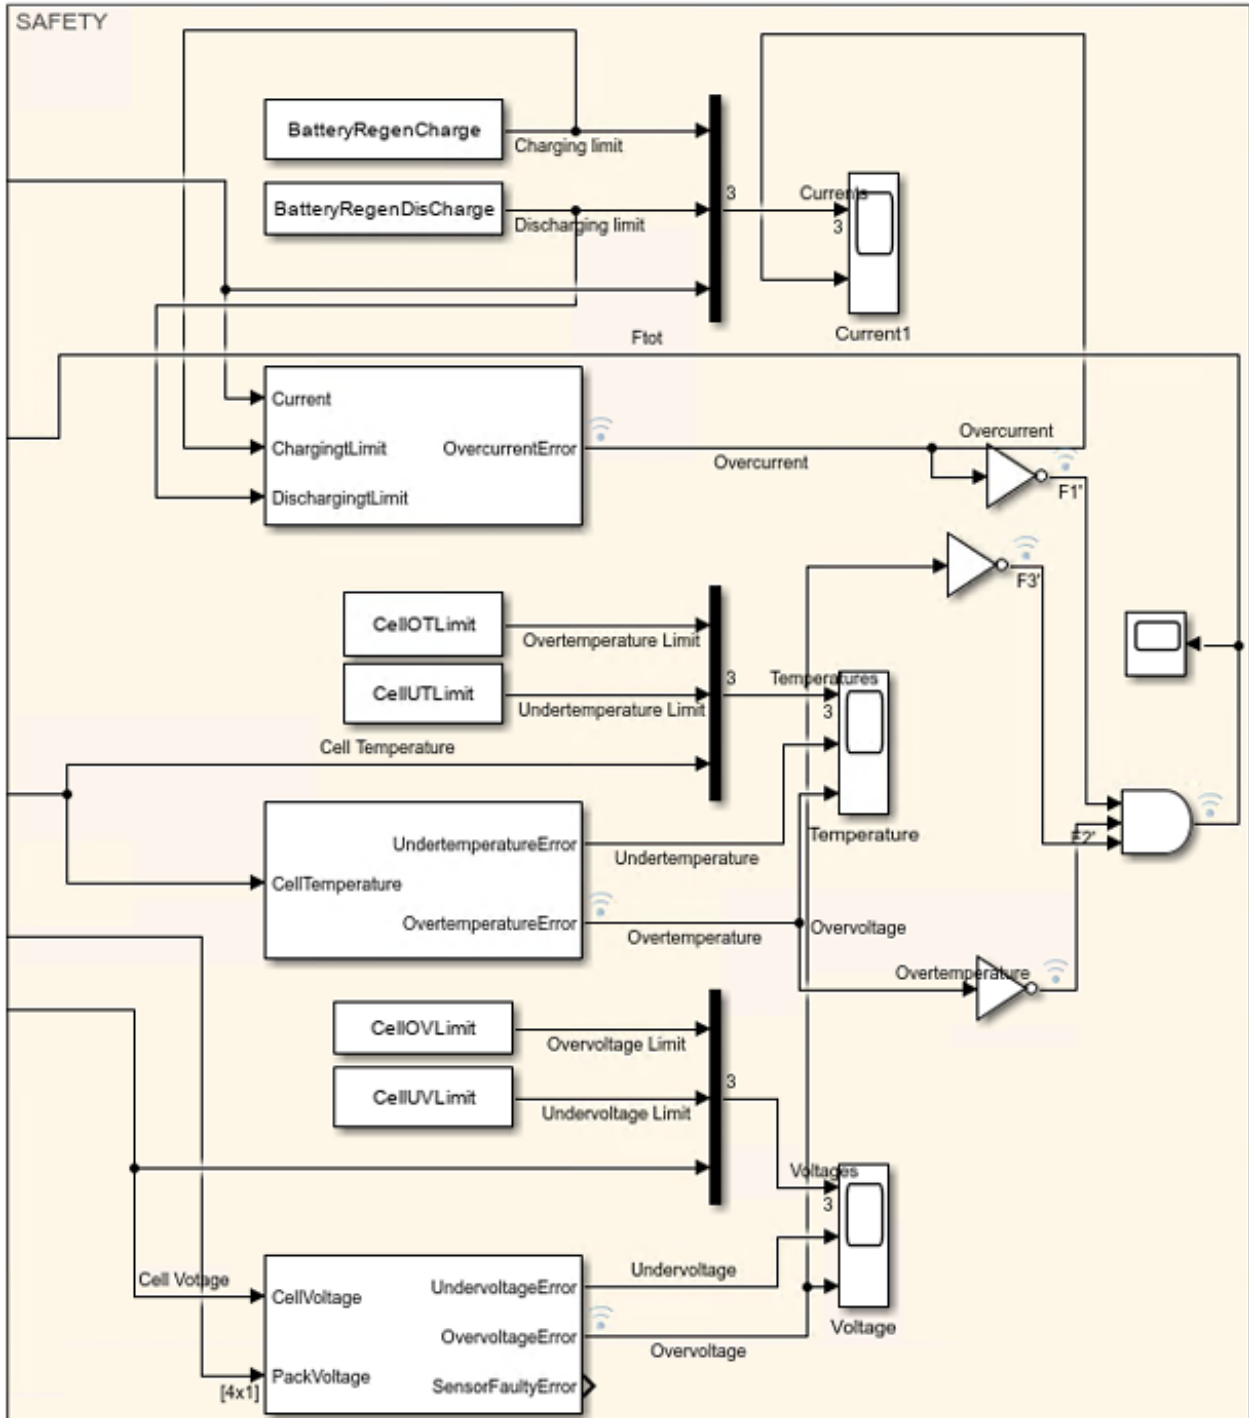 SAFETY
BatteryRegenCharge
Charging limit
BatteryRegenDisCharge
Discharging limit
3
Currents
3
Current1
Ftot
Current
ChargingtLimit
DischargingtLimit
OvercurrentError
Overcurrent
Overcurrent
F1'
F3'
CellOTLimit
Overtemperature Limit
CellUTLimit
Undertemperature Limit
3
Temperatures
3
Cell Temperature
Temperature
F2'
UndertemperatureError
Undertemperature
CellTemperature
OvertemperatureError
Overtemperature
Overvoltage
Overtemperature
CellOVLimit
Overvoltage Limit
CellUVLimit
Undervoltage Limit
3
Voltages
3
Voltage
Cell Votage
CellVoltage
UndervoltageError
Undervoltage
OvervoltageError
Overvoltage
PackVoltage
[4x1]
SensorFaultyError